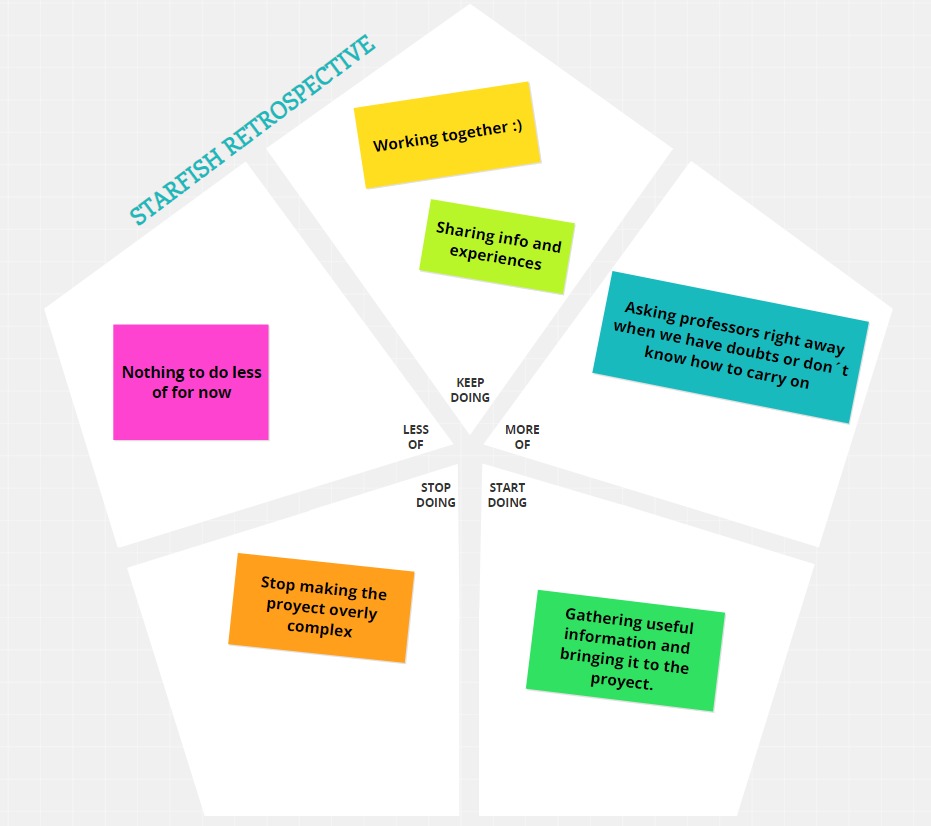 STARFISH RETROSPECTIVE
Working together :)
Sharing info and
experiences
Asking professors right away
when we have doubts or don´t
know how to carry on
Nothing to do less
of for now
KEEP
DOING
LESS
OF
MORE
OF
STOP
DOING
START
DOING
Stop making the
proyect overly
complex
Gathering useful
information and
bringing it to the
proyect.